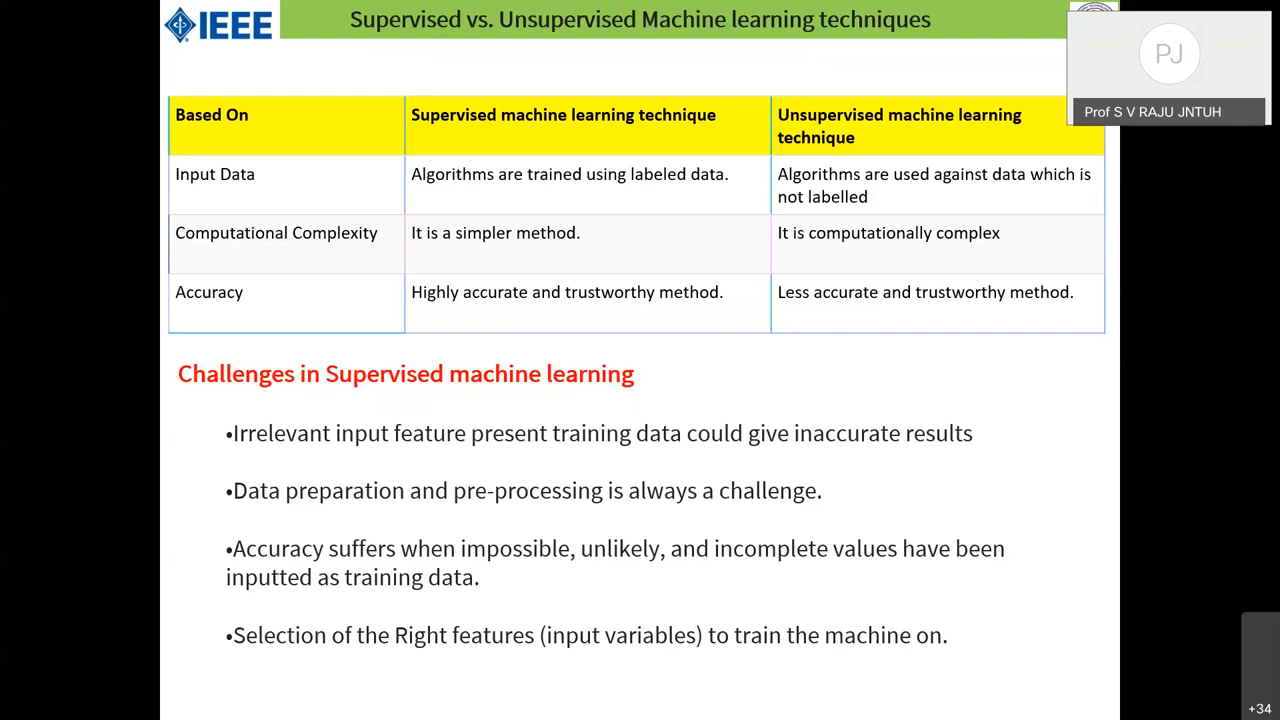 IEEE
Supervised vs. Unsupervised Machine learning techniques
PJ
Prof S V RAJU JNTUH
Based On
Supervised machine learning technique
Unsupervised machine learning
technique
Input Data
Algorithms are trained using labeled data.
Algorithms are used against data which is
not labelled
Computational Complexity
It is a simpler method.
It is computationally complex
Accuracy
Highly accurate and trustworthy method.
Less accurate and trustworthy method.
Challenges in Supervised machine learning
•Irrelevant input feature present training data could give inaccurate results
•Data preparation and pre-processing is always a challenge.
•Accuracy suffers when impossible, unlikely, and incomplete values have been
inputted as training data.
•Selection of the Right features (input variables) to train the machine on.
+34